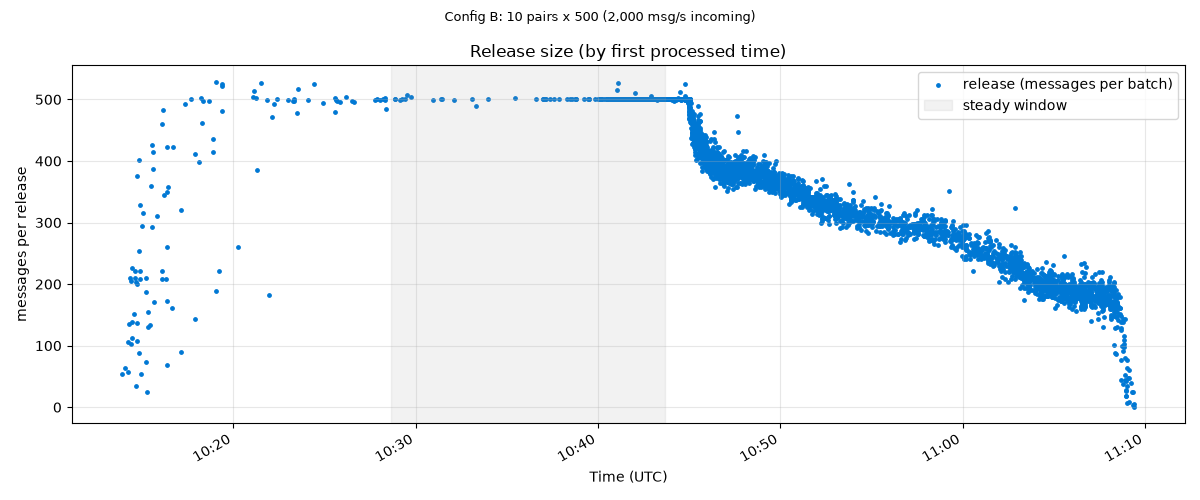 Config B: 10 pairs x 500 (2,000 msg/s incoming)
Release size (by first processed time)
release (messages per batch)
steady window
messages per release
500
400
300
200
100
0
10:20
10:30
10:40
10:50
11:00
11:10
Time (UTC)